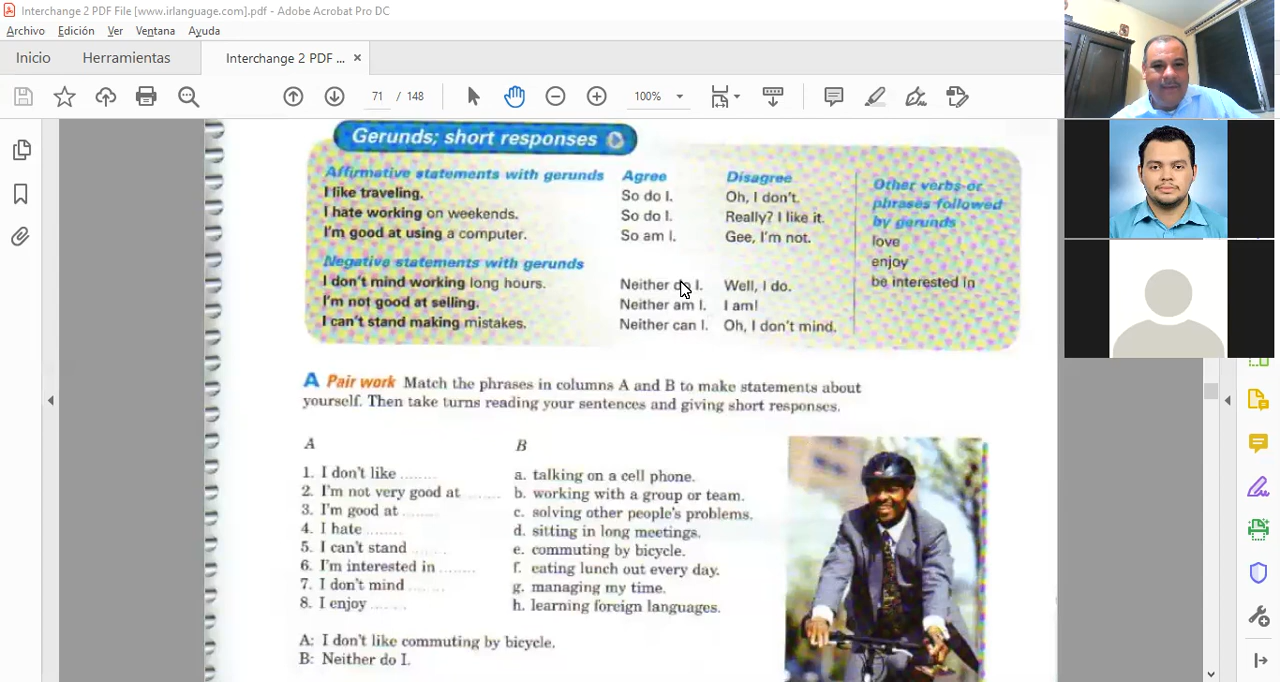 Interchange 2 PDF File [www.irlanguage.com].pdf - Adobe Acrobat Pro DC
Archivo Edición Ver Ventana Ayuda
Inicio Herramientas Interchange 2 PDF ... ×
71 / 148 100%
Gerunds; short responses
Affirmative statements with gerunds Agree Disagree
I like traveling. So do I. Oh, I don't.
I hate working on weekends. So do I. Really? I like it.
I'm good at using a computer. So am I. Gee, I'm not.
Negative statements with gerunds
I don't mind working long hours. Neither do I. Well, I do.
I'm not good at selling. Neither am I. I am!
I can't stand making mistakes. Neither can I. Oh, I don't mind.
Other verbs or
phrases followed
by gerunds
love
enjoy
be interested in
A Pair work Match the phrases in columns A and B to make statements about
yourself. Then take turns reading your sentences and giving short responses.
A B
1. I don't like ........ a. talking on a cell phone.
2. I'm not very good at ....... b. working with a group or team.
3. I'm good at ........ c. solving other people's problems.
4. I hate ........ d. sitting in long meetings.
5. I can't stand ........ e. commuting by bicycle.
6. I'm interested in ........ f. eating lunch out every day.
7. I don't mind ........ g. managing my time.
8. I enjoy ........ h. learning foreign languages.
A: I don't like commuting by bicycle.
B: Neither do I.